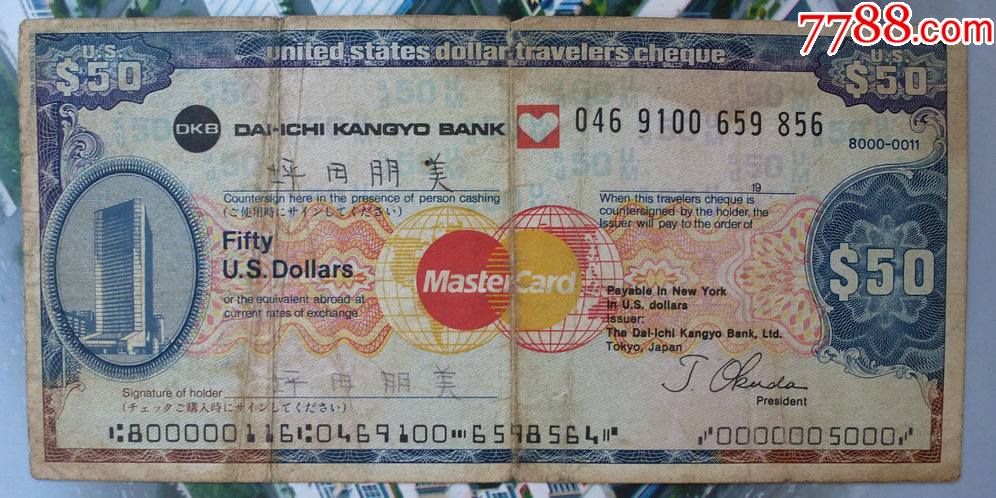 7788.com
U.S.
$50
united states dollar travelers cheque
U.S.
$50
DKB DAI-ICHI KANGYO BANK
046 9100 659 856
8000-0011
坪田朋美
19
Countersign here in the presence of person cashing
(ご使用時にサインしてください)
When this travelers cheque is
countersigned by the holder, the
Issuer will pay to the order of
Fifty
U.S. Dollars
or the equivalent abroad at
current rates of exchange.
MasterCard
$50
Payable in New York
in U.S. dollars
Issuer:
The Dai-Ichi Kangyo Bank, Ltd.
Tokyo, Japan
坪田朋美
Signature of holder
(チェックご購入時にサインしてください)
T. Okuda
President
⑆800000116⑆0469100⑉6598564⑈ ⑈0000005000⑈